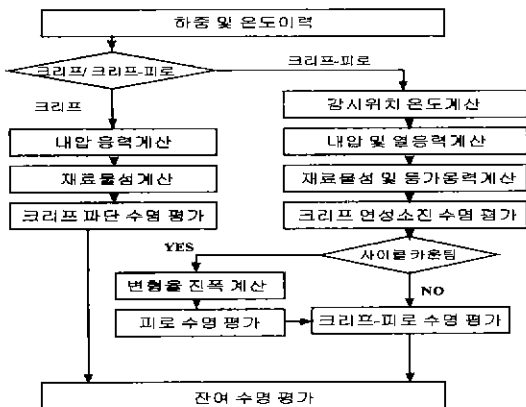 하중 및 온도이력
크리프/ 크리프-피로
크리프-피로
크리프
감시위치 온도계산
내압 응력계산
내압 및 열응력계산
재료물성계산
재료물성 및 등가응력계산
크리프 파단 수명 평가
크리프 연성소진 수명 평가
YES
사이클 카운팅
변형율 진폭 계산
NO
피로 수명 평가
크리프-피로 수명 평가
잔여 수명 평가